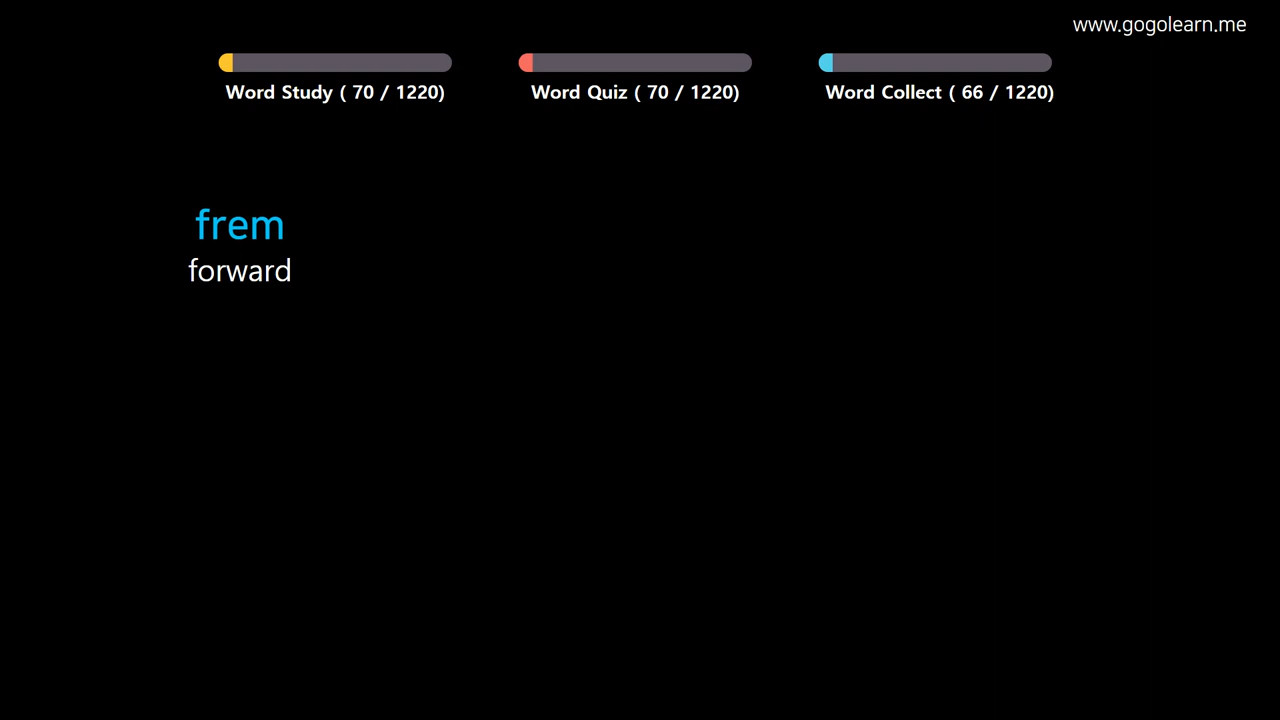 www.gogolearn.me
Word Study ( 70 / 1220)
Word Quiz ( 70 / 1220)
Word Collect ( 66 / 1220)
frem
forward